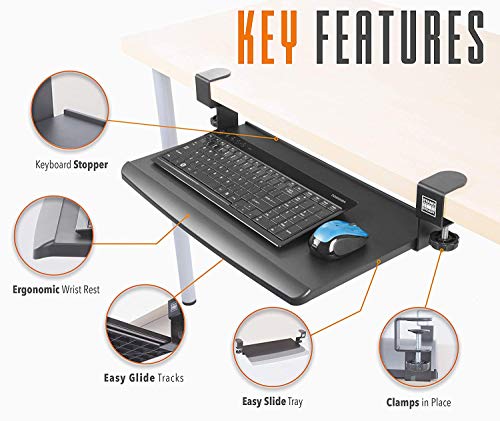 KEY FEATURES
Keyboard Stopper
Ergonomic Wrist Rest
Easy Glide Tracks
Easy Slide Tray
Clamps in Place